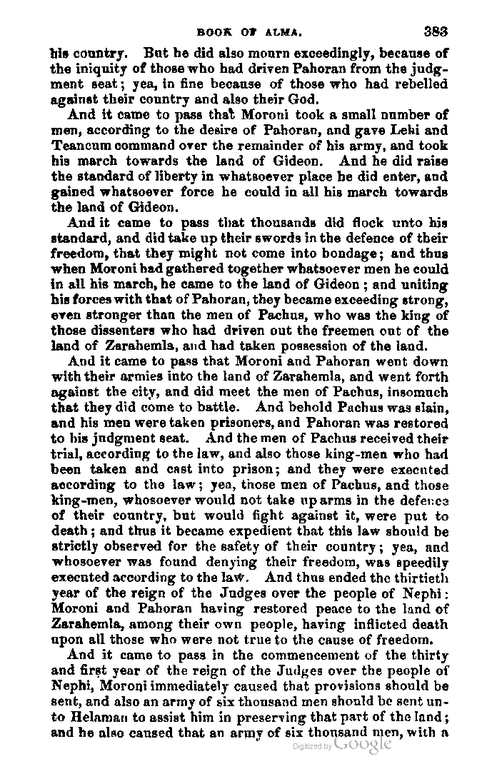 BOOK OF ALMA. 383
his country. But he did also mourn exceedingly, because of
the iniquity of those who had driven Pahoran from the judg-
ment seat; yea, in fine because of those who had rebelled
against their country and also their God.
And it came to pass that Moroni took a small number of
men, according to the desire of Pahoran, and gave Lehi and
Teancum command over the remainder of his army, and took
his march towards the land of Gideon. And he did raise
the standard of liberty in whatsoever place he did enter, and
gained whatsoever force he could in all his march towards
the land of Gideon.
And it came to pass that thousands did flock unto his
standard, and did take up their swords in the defence of their
freedom, that they might not come into bondage; and thus
when Moroni had gathered together whatsoever men he could
in all his march, he came to the land of Gideon; and uniting
his forces with that of Pahoran, they became exceeding strong,
even stronger than the men of Pachus, who was the king of
those dissenters who had driven out the freemen out of the
land of Zarahemla, and had taken possession of the land.
And it came to pass that Moroni and Pahoran went down
with their armies into the land of Zarahemla, and went forth
against the city, and did meet the men of Pachus, insomuch
that they did come to battle. And behold Pachus was slain,
and his men were taken prisoners, and Pahoran was restored
to his judgment seat. And the men of Pachus received their
trial, according to the law, and also those king-men who had
been taken and cast into prison; and they were executed
according to the law; yea, those men of Pachus, and those
king-men, whosoever would not take up arms in the defence
of their country, but would fight against it, were put to
death; and thus it became expedient that this law should be
strictly observed for the safety of their country; yea, and
whosoever was found denying their freedom, was speedily
executed according to the law. And thus ended the thirtieth
year of the reign of the Judges over the people of Nephi:
Moroni and Pahoran having restored peace to the land of
Zarahemla, among their own people, having inflicted death
upon all those who were not true to the cause of freedom.
And it came to pass in the commencement of the thirty
and first year of the reign of the Judges over the people of
Nephi, Moroni immediately caused that provisions should be
sent, and also an army of six thousand men should be sent un-
to Helaman to assist him in preserving that part of the land;
and he also caused that an army of six thousand men, with a
Digitized by Google